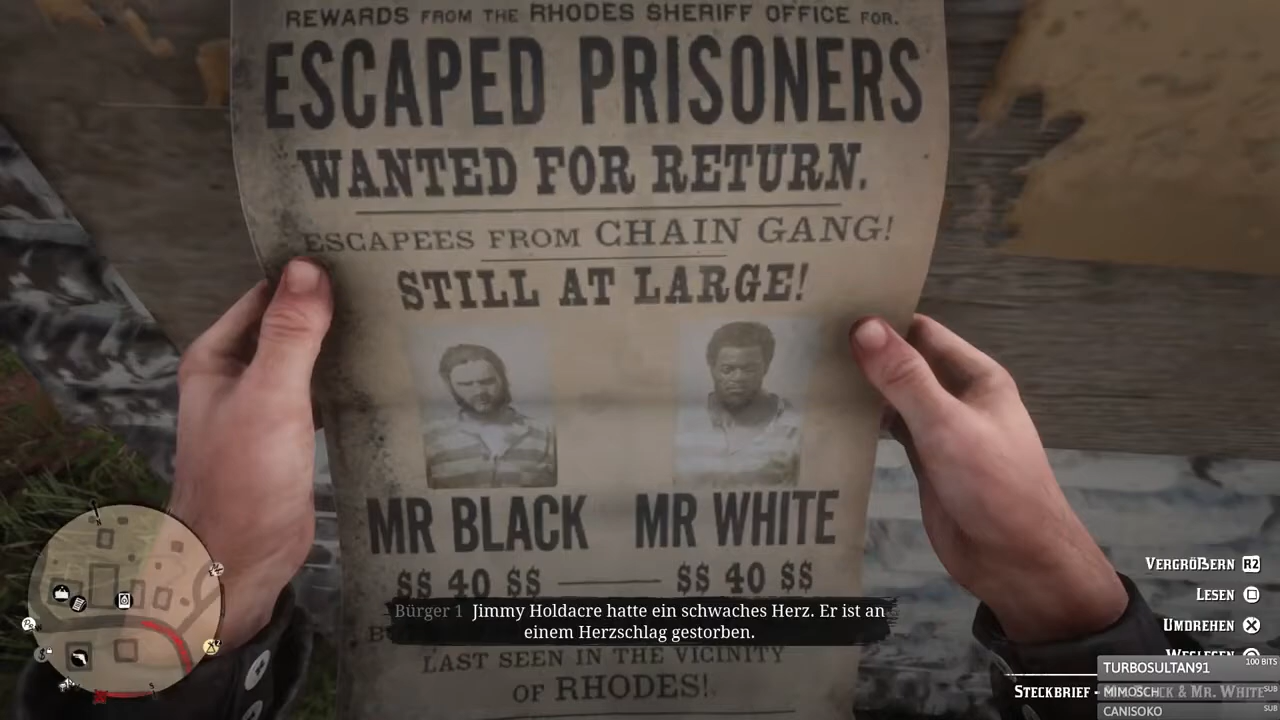 REWARDS FROM THE RHODES SHERIFF OFFICE FOR.
ESCAPED PRISONERS
WANTED FOR RETURN.
ESCAPEES FROM CHAIN GANG!
STILL AT LARGE!
MR BLACK MR WHITE
$$ 40 $$ $$ 40 $$
Bürger 1 Jimmy Holdacre hatte ein schwaches Herz. Er ist an
einem Herzschlag gestorben.
LAST SEEN IN THE VICINITY
OF RHODES!
VERGRÖßERN R2
LESEN
UMDREHEN
WEGLEGEN
TURBOSULTAN91 100 BITS
STECKBRIEF - & MR. WHITE
MIMOSCH SUB
CANISOKO SUB